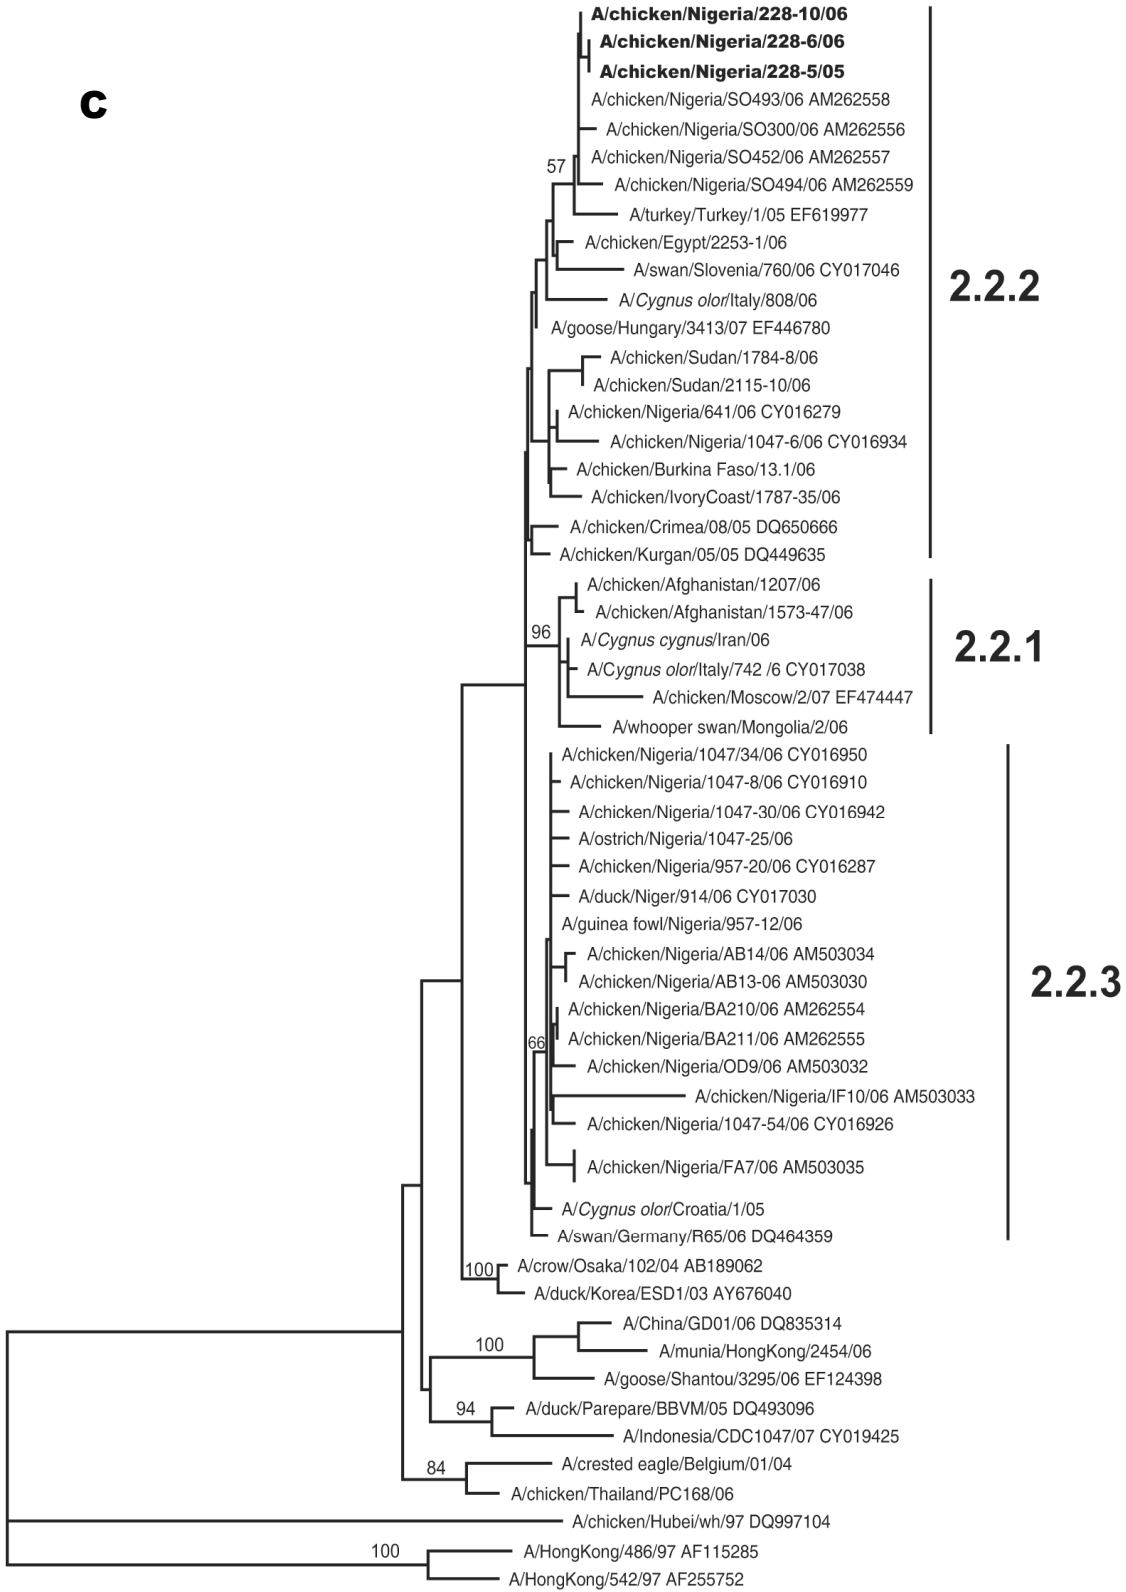 C
A/chicken/Nigeria/228-10/06
A/chicken/Nigeria/228-6/06
A/chicken/Nigeria/228-5/05
A/chicken/Nigeria/SO493/06 AM262558
A/chicken/Nigeria/SO300/06 AM262556
A/chicken/Nigeria/SO452/06 AM262557
57
A/chicken/Nigeria/SO494/06 AM262559
A/turkey/Turkey/1/05 EF619977
A/chicken/Egypt/2253-1/06
A/swan/Slovenia/760/06 CY017046
2.2.2
A/Cygnus olor/Italy/808/06
A/goose/Hungary/3413/07 EF446780
A/chicken/Sudan/1784-8/06
A/chicken/Sudan/2115-10/06
A/chicken/Nigeria/641/06 CY016279
A/chicken/Nigeria/1047-6/06 CY016934
A/chicken/Burkina Faso/13.1/06
A/chicken/IvoryCoast/1787-35/06
A/chicken/Crimea/08/05 DQ650666
A/chicken/Kurgan/05/05 DQ449635
A/chicken/Afghanistan/1207/06
A/chicken/Afghanistan/1573-47/06
96
A/Cygnus cygnus/Iran/06
2.2.1
A/Cygnus olor/Italy/742 /6 CY017038
A/chicken/Moscow/2/07 EF474447
A/whooper swan/Mongolia/2/06
A/chicken/Nigeria/1047/34/06 CY016950
A/chicken/Nigeria/1047-8/06 CY016910
A/chicken/Nigeria/1047-30/06 CY016942
A/ostrich/Nigeria/1047-25/06
A/chicken/Nigeria/957-20/06 CY016287
A/duck/Niger/914/06 CY017030
A/guinea fowl/Nigeria/957-12/06
A/chicken/Nigeria/AB14/06 AM503034
A/chicken/Nigeria/AB13-06 AM503030
2.2.3
A/chicken/Nigeria/BA210/06 AM262554
A/chicken/Nigeria/BA211/06 AM262555
66
A/chicken/Nigeria/OD9/06 AM503032
A/chicken/Nigeria/IF10/06 AM503033
A/chicken/Nigeria/1047-54/06 CY016926
A/chicken/Nigeria/FA7/06 AM503035
A/Cygnus olor/Croatia/1/05
A/swan/Germany/R65/06 DQ464359
A/crow/Osaka/102/04 AB189062
100
A/duck/Korea/ESD1/03 AY676040
A/China/GD01/06 DQ835314
100
A/munia/HongKong/2454/06
A/goose/Shantou/3295/06 EF124398
94
A/duck/Parepare/BBVM/05 DQ493096
A/Indonesia/CDC1047/07 CY019425
84
A/crested eagle/Belgium/01/04
A/chicken/Thailand/PC168/06
A/chicken/Hubei/wh/97 DQ997104
100
A/HongKong/486/97 AF115285
A/HongKong/542/97 AF255752